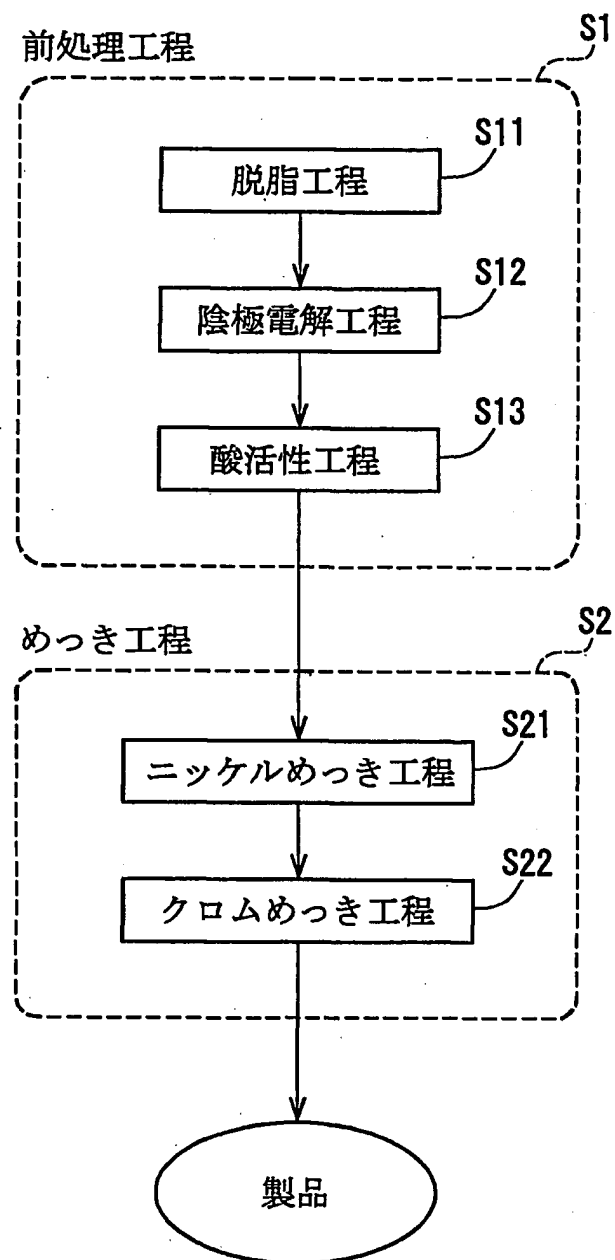 前処理工程
S1
S11
脱脂工程
S12
陰極電解工程
S13
酸活性工程
めっき工程
S2
S21
ニッケルめっき工程
S22
クロムめっき工程
製品